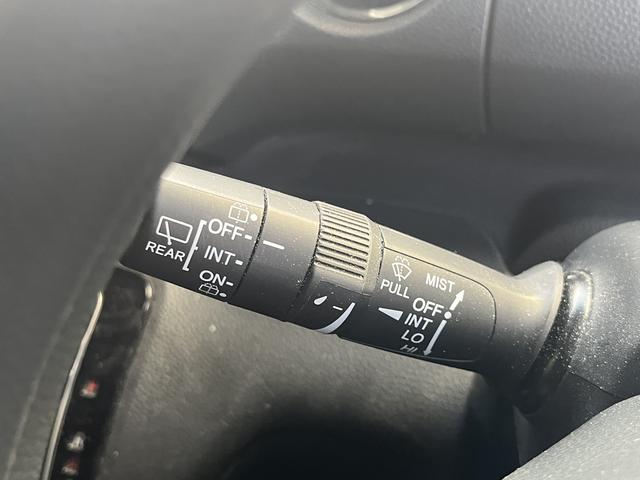 REAR
OFF
INT
ON
PULL
MIST
OFF
INT
LO
HI